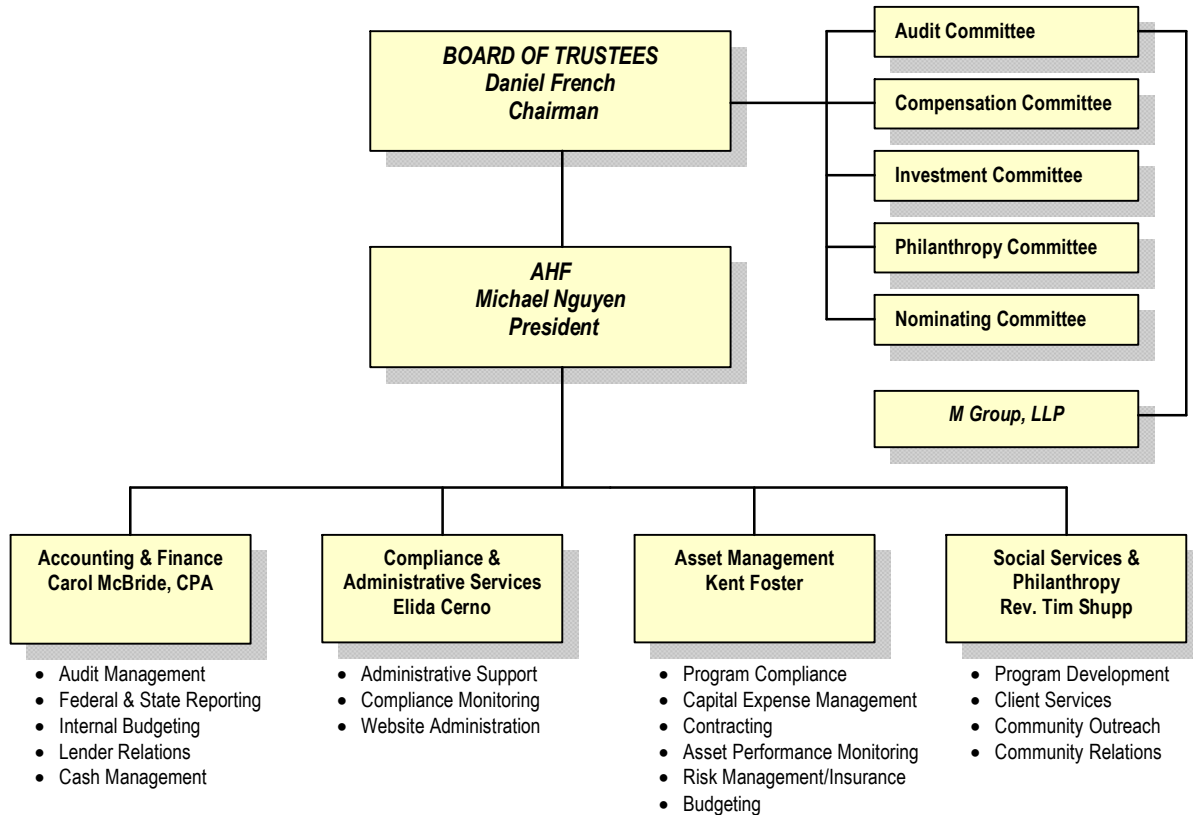 BOARD OF TRUSTEES
Daniel French
Chairman
Audit Committee
Compensation Committee
Investment Committee
Philanthropy Committee
Nominating Committee
M Group, LLP
AHF
Michael Nguyen
President
Accounting & Finance
Carol McBride, CPA
• Audit Management
• Federal & State Reporting
• Internal Budgeting
• Lender Relations
• Cash Management
Compliance &
Administrative Services
Elida Cerno
• Administrative Support
• Compliance Monitoring
• Website Administration
Asset Management
Kent Foster
• Program Compliance
• Capital Expense Management
• Contracting
• Asset Performance Monitoring
• Risk Management/Insurance
• Budgeting
Social Services &
Philanthropy
Rev. Tim Shupp
• Program Development
• Client Services
• Community Outreach
• Community Relations